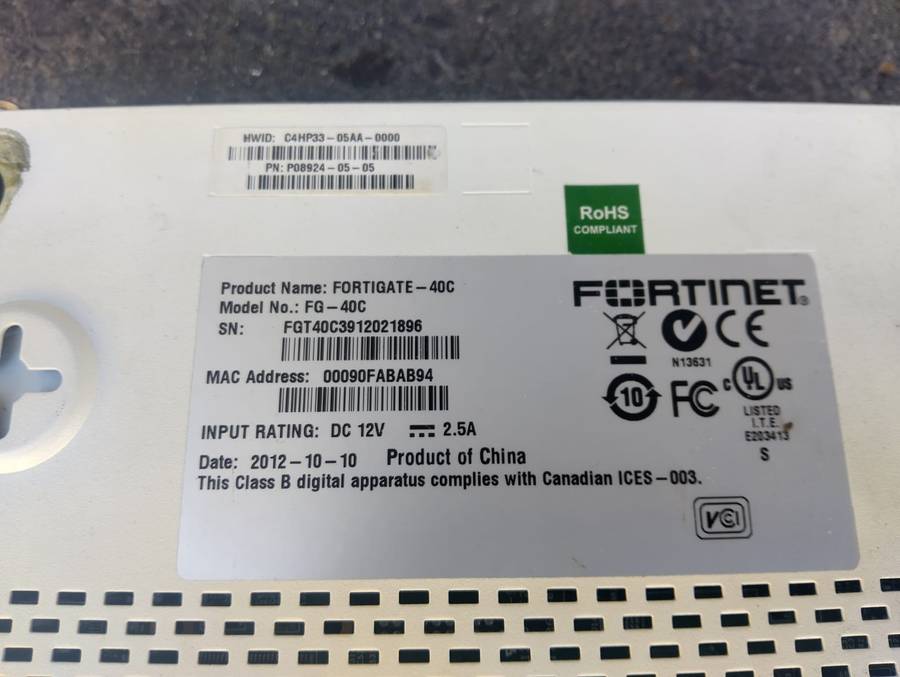 HWID: C4HP33-05AA-0000
PN: P08924-05-05
RoHS
COMPLIANT
FORTINET®
Product Name: FORTIGATE-40C
Model No.: FG-40C
SN: FGT40C3912021896
N13631
MAC Address: 00090FABAB94
10
FC
c UL us
LISTED
I.T.E.
E203413
S
INPUT RATING: DC 12V ⎓ 2.5A
Date: 2012-10-10 Product of China
This Class B digital apparatus complies with Canadian ICES-003.
CE
VCI